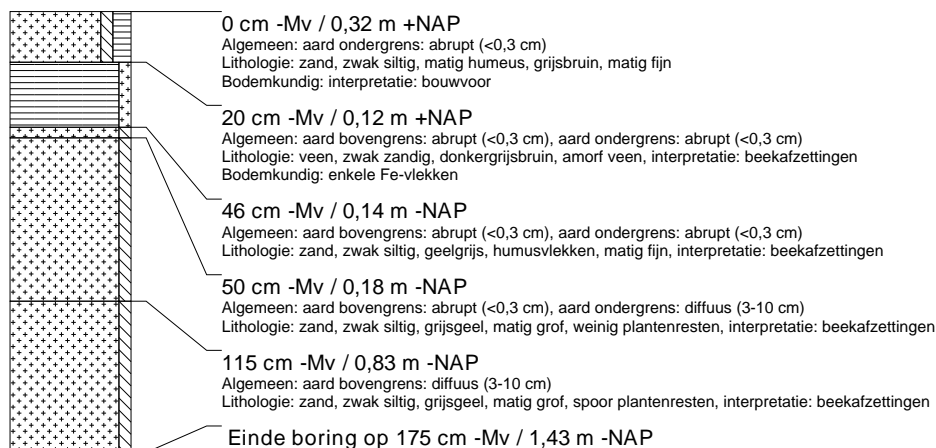 0 cm -Mv / 0,32 m +NAP
Algemeen: aard ondergrens: abrupt (<0,3 cm)
Lithologie: zand, zwak siltig, matig humeus, grijsbruin, matig fijn
Bodemkundig: interpretatie: bouwvoor
20 cm -Mv / 0,12 m +NAP
Algemeen: aard bovengrens: abrupt (<0,3 cm), aard ondergrens: abrupt (<0,3 cm)
Lithologie: veen, zwak zandig, donkergrijsbruin, amorf veen, interpretatie: beekafzettingen
Bodemkundig: enkele Fe-vlekken
46 cm -Mv / 0,14 m -NAP
Algemeen: aard bovengrens: abrupt (<0,3 cm), aard ondergrens: abrupt (<0,3 cm)
Lithologie: zand, zwak siltig, geelgrijs, humusvlekken, matig fijn, interpretatie: beekafzettingen
50 cm -Mv / 0,18 m -NAP
Algemeen: aard bovengrens: abrupt (<0,3 cm), aard ondergrens: diffuus (3-10 cm)
Lithologie: zand, zwak siltig, grijsgeel, matig grof, weinig plantenresten, interpretatie: beekafzettingen
115 cm -Mv / 0,83 m -NAP
Algemeen: aard bovengrens: diffuus (3-10 cm)
Lithologie: zand, zwak siltig, grijsgeel, matig grof, spoor plantenresten, interpretatie: beekafzettingen
Einde boring op 175 cm -Mv / 1,43 m -NAP